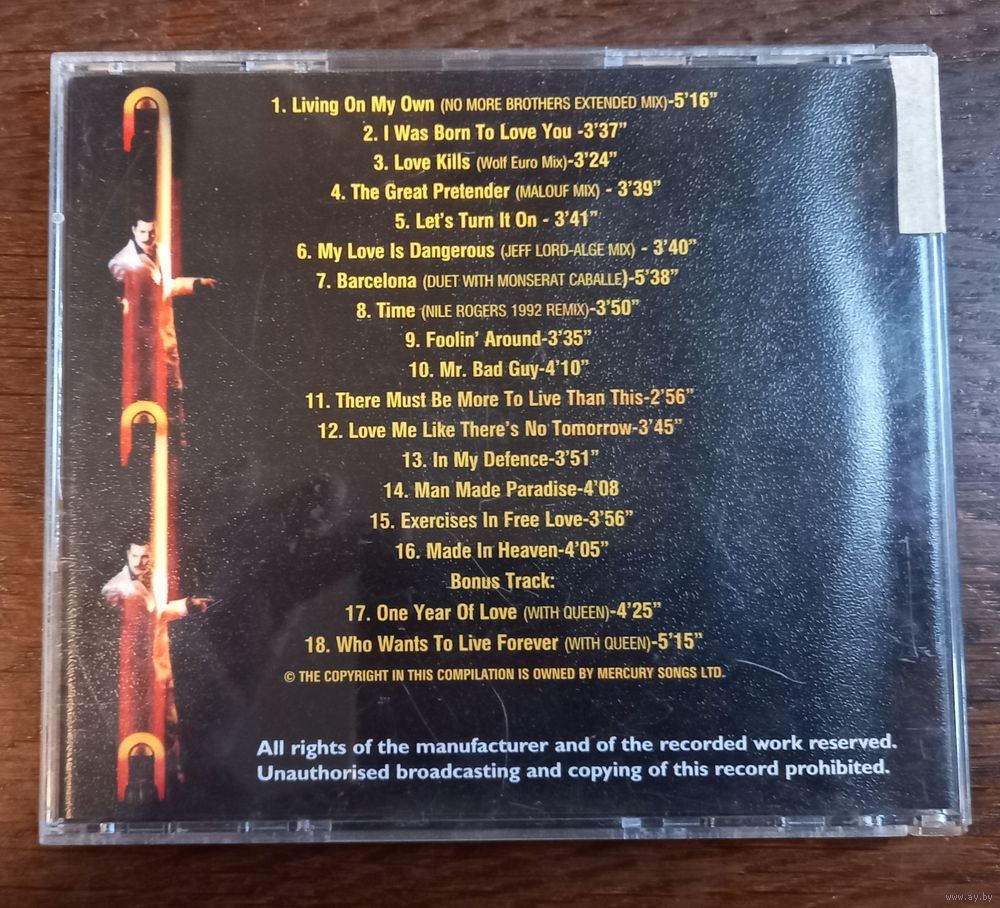 1. Living On My Own (NO MORE BROTHERS EXTENDED MIX)-5'16"
2. I Was Born To Love You -3'37"
3. Love Kills (Wolf Euro Mix)-3'24"
4. The Great Pretender (MALOUF MIX) - 3'39"
5. Let's Turn It On - 3'41"
6. My Love Is Dangerous (JEFF LORD-ALGE MIX) - 3'40"
7. Barcelona (DUET WITH MONSERAT CABALLE)-5'38"
8. Time (NILE ROGERS 1992 REMIX)-3'50"
9. Foolin' Around-3'35"
10. Mr. Bad Guy-4'10"
11. There Must Be More To Live Than This-2'56"
12. Love Me Like There's No Tomorrow-3'45"
13. In My Defence-3'51"
14. Man Made Paradise-4'08
15. Exercises In Free Love-3'56"
16. Made In Heaven-4'05"
Bonus Track:
17. One Year Of Love (WITH QUEEN)-4'25"
18. Who Wants To Live Forever (WITH QUEEN)-5'15"
© THE COPYRIGHT IN THIS COMPILATION IS OWNED BY MERCURY SONGS LTD.
All rights of the manufacturer and of the recorded work reserved.
Unauthorised broadcasting and copying of this record prohibited.
www.ay.by